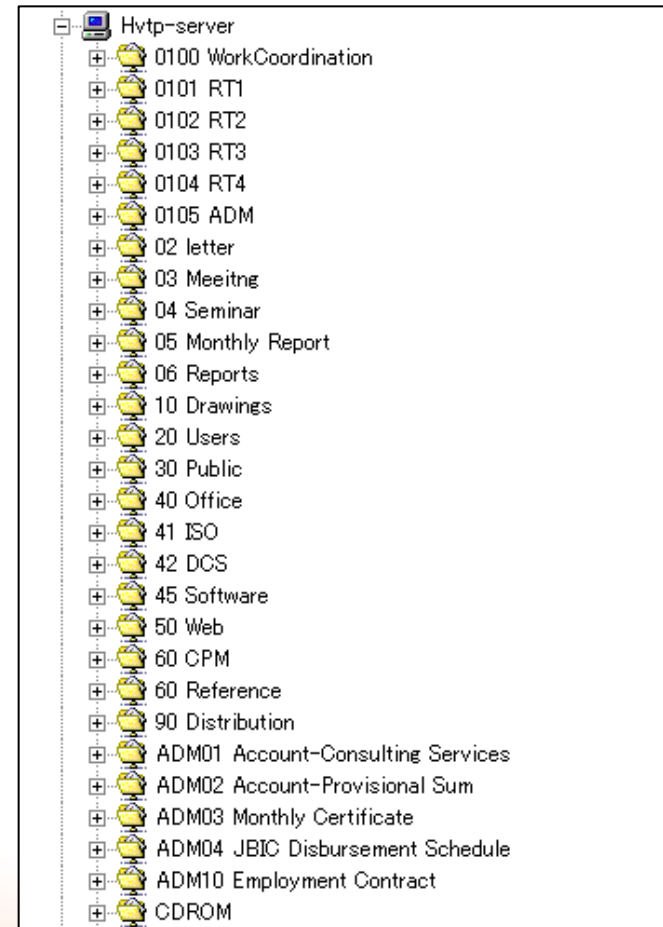 Hvtp-server
0100 WorkCoordination
0101 RT1
0102 RT2
0103 RT3
0104 RT4
0105 ADM
02 letter
03 Meeitng
04 Seminar
05 Monthly Report
06 Reports
10 Drawings
20 Users
30 Public
40 Office
41 ISO
42 DCS
45 Software
50 Web
60 CPM
60 Reference
90 Distribution
ADM01 Account-Consulting Services
ADM02 Account-Provisional Sum
ADM03 Monthly Certificate
ADM04 JBIC Disbursement Schedule
ADM10 Employment Contract
CDROM